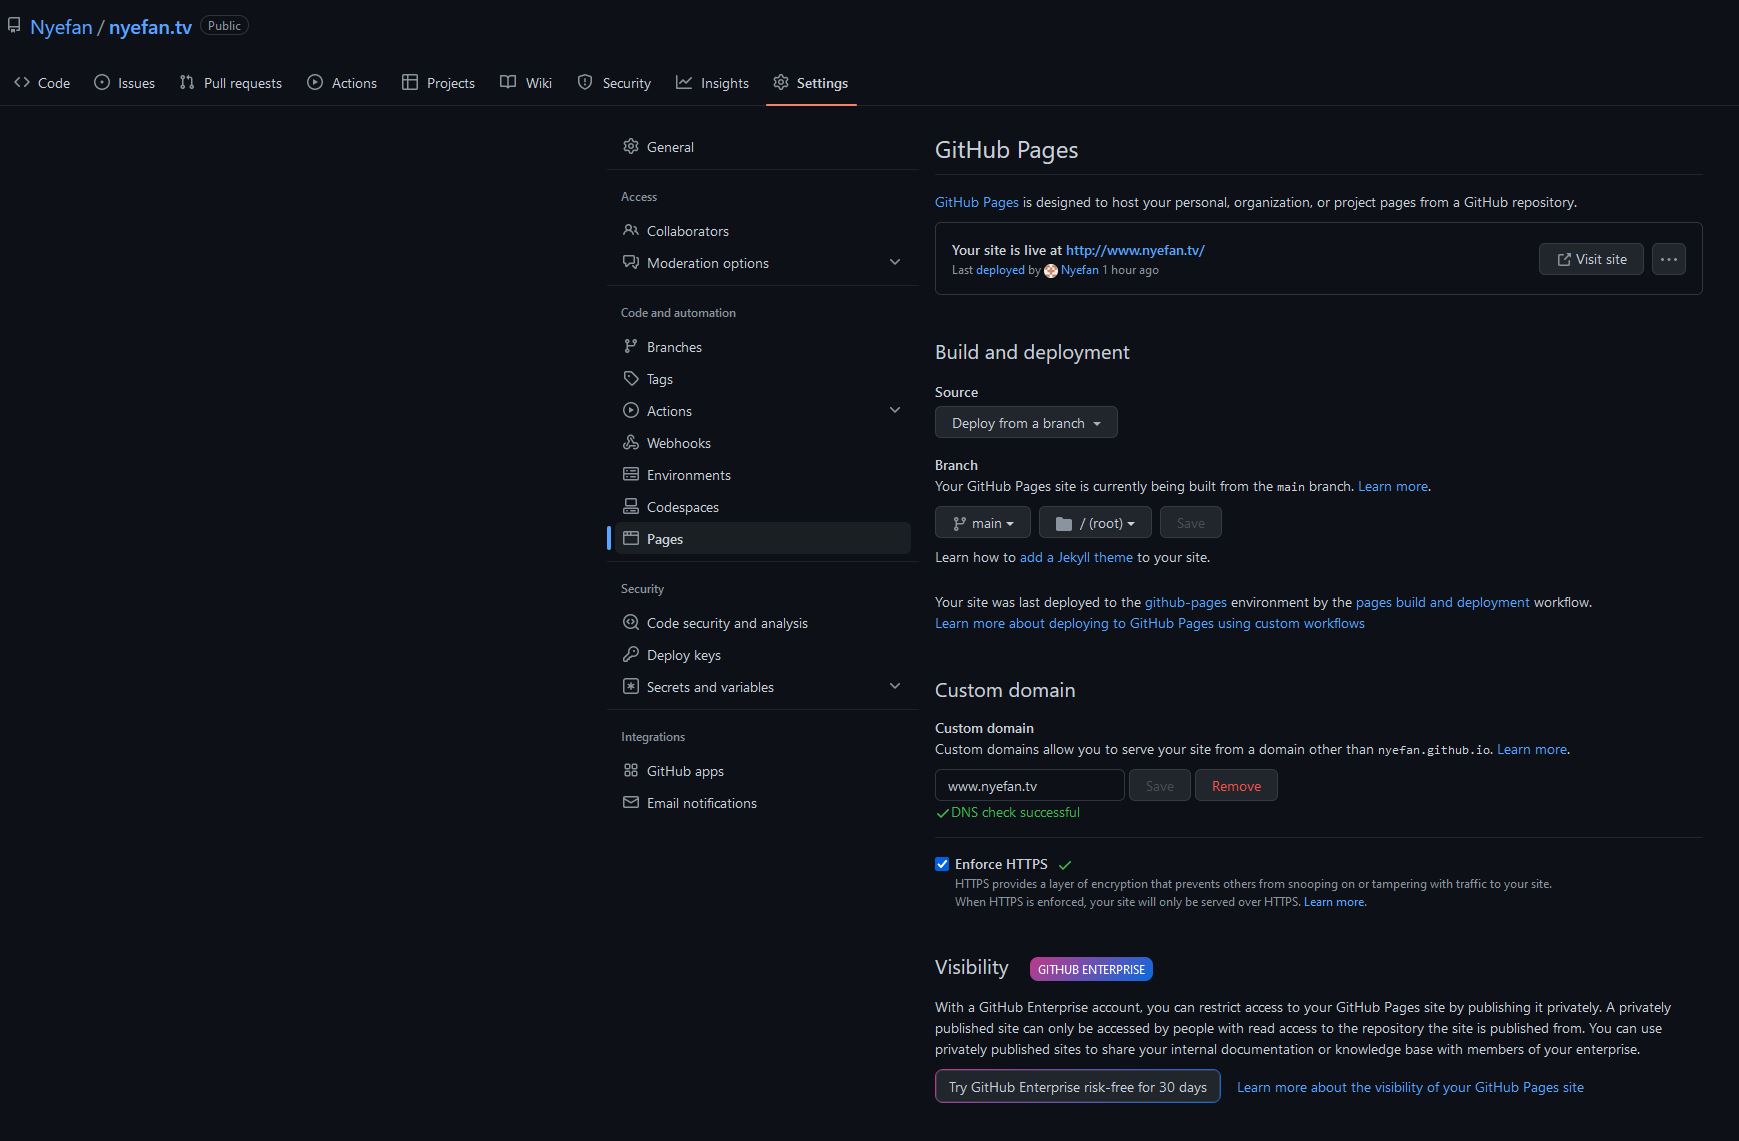 Nyefan / nyefan.tv Public
Code Issues Pull requests Actions Projects Wiki Security Insights Settings
General
Access
Collaborators
Moderation options
Code and automation
Branches
Tags
Actions
Webhooks
Environments
Codespaces
Pages
Security
Code security and analysis
Deploy keys
Secrets and variables
Integrations
GitHub apps
Email notifications
GitHub Pages
GitHub Pages is designed to host your personal, organization, or project pages from a GitHub repository.
Your site is live at http://www.nyefan.tv/
Last deployed by Nyefan 1 hour ago
Visit site
Build and deployment
Source
Deploy from a branch
Branch
Your GitHub Pages site is currently being built from the main branch. Learn more.
main / (root) Save
Learn how to add a Jekyll theme to your site.
Your site was last deployed to the github-pages environment by the pages build and deployment workflow.
Learn more about deploying to GitHub Pages using custom workflows
Custom domain
Custom domain
Custom domains allow you to serve your site from a domain other than nyefan.github.io. Learn more.
www.nyefan.tv Save Remove
DNS check successful
Enforce HTTPS
HTTPS provides a layer of encryption that prevents others from snooping on or tampering with traffic to your site.
When HTTPS is enforced, your site will only be served over HTTPS. Learn more.
Visibility GITHUB ENTERPRISE
With a GitHub Enterprise account, you can restrict access to your GitHub Pages site by publishing it privately. A privately
published site can only be accessed by people with read access to the repository the site is published from. You can use
privately published sites to share your internal documentation or knowledge base with members of your enterprise.
Try GitHub Enterprise risk-free for 30 days Learn more about the visibility of your GitHub Pages site